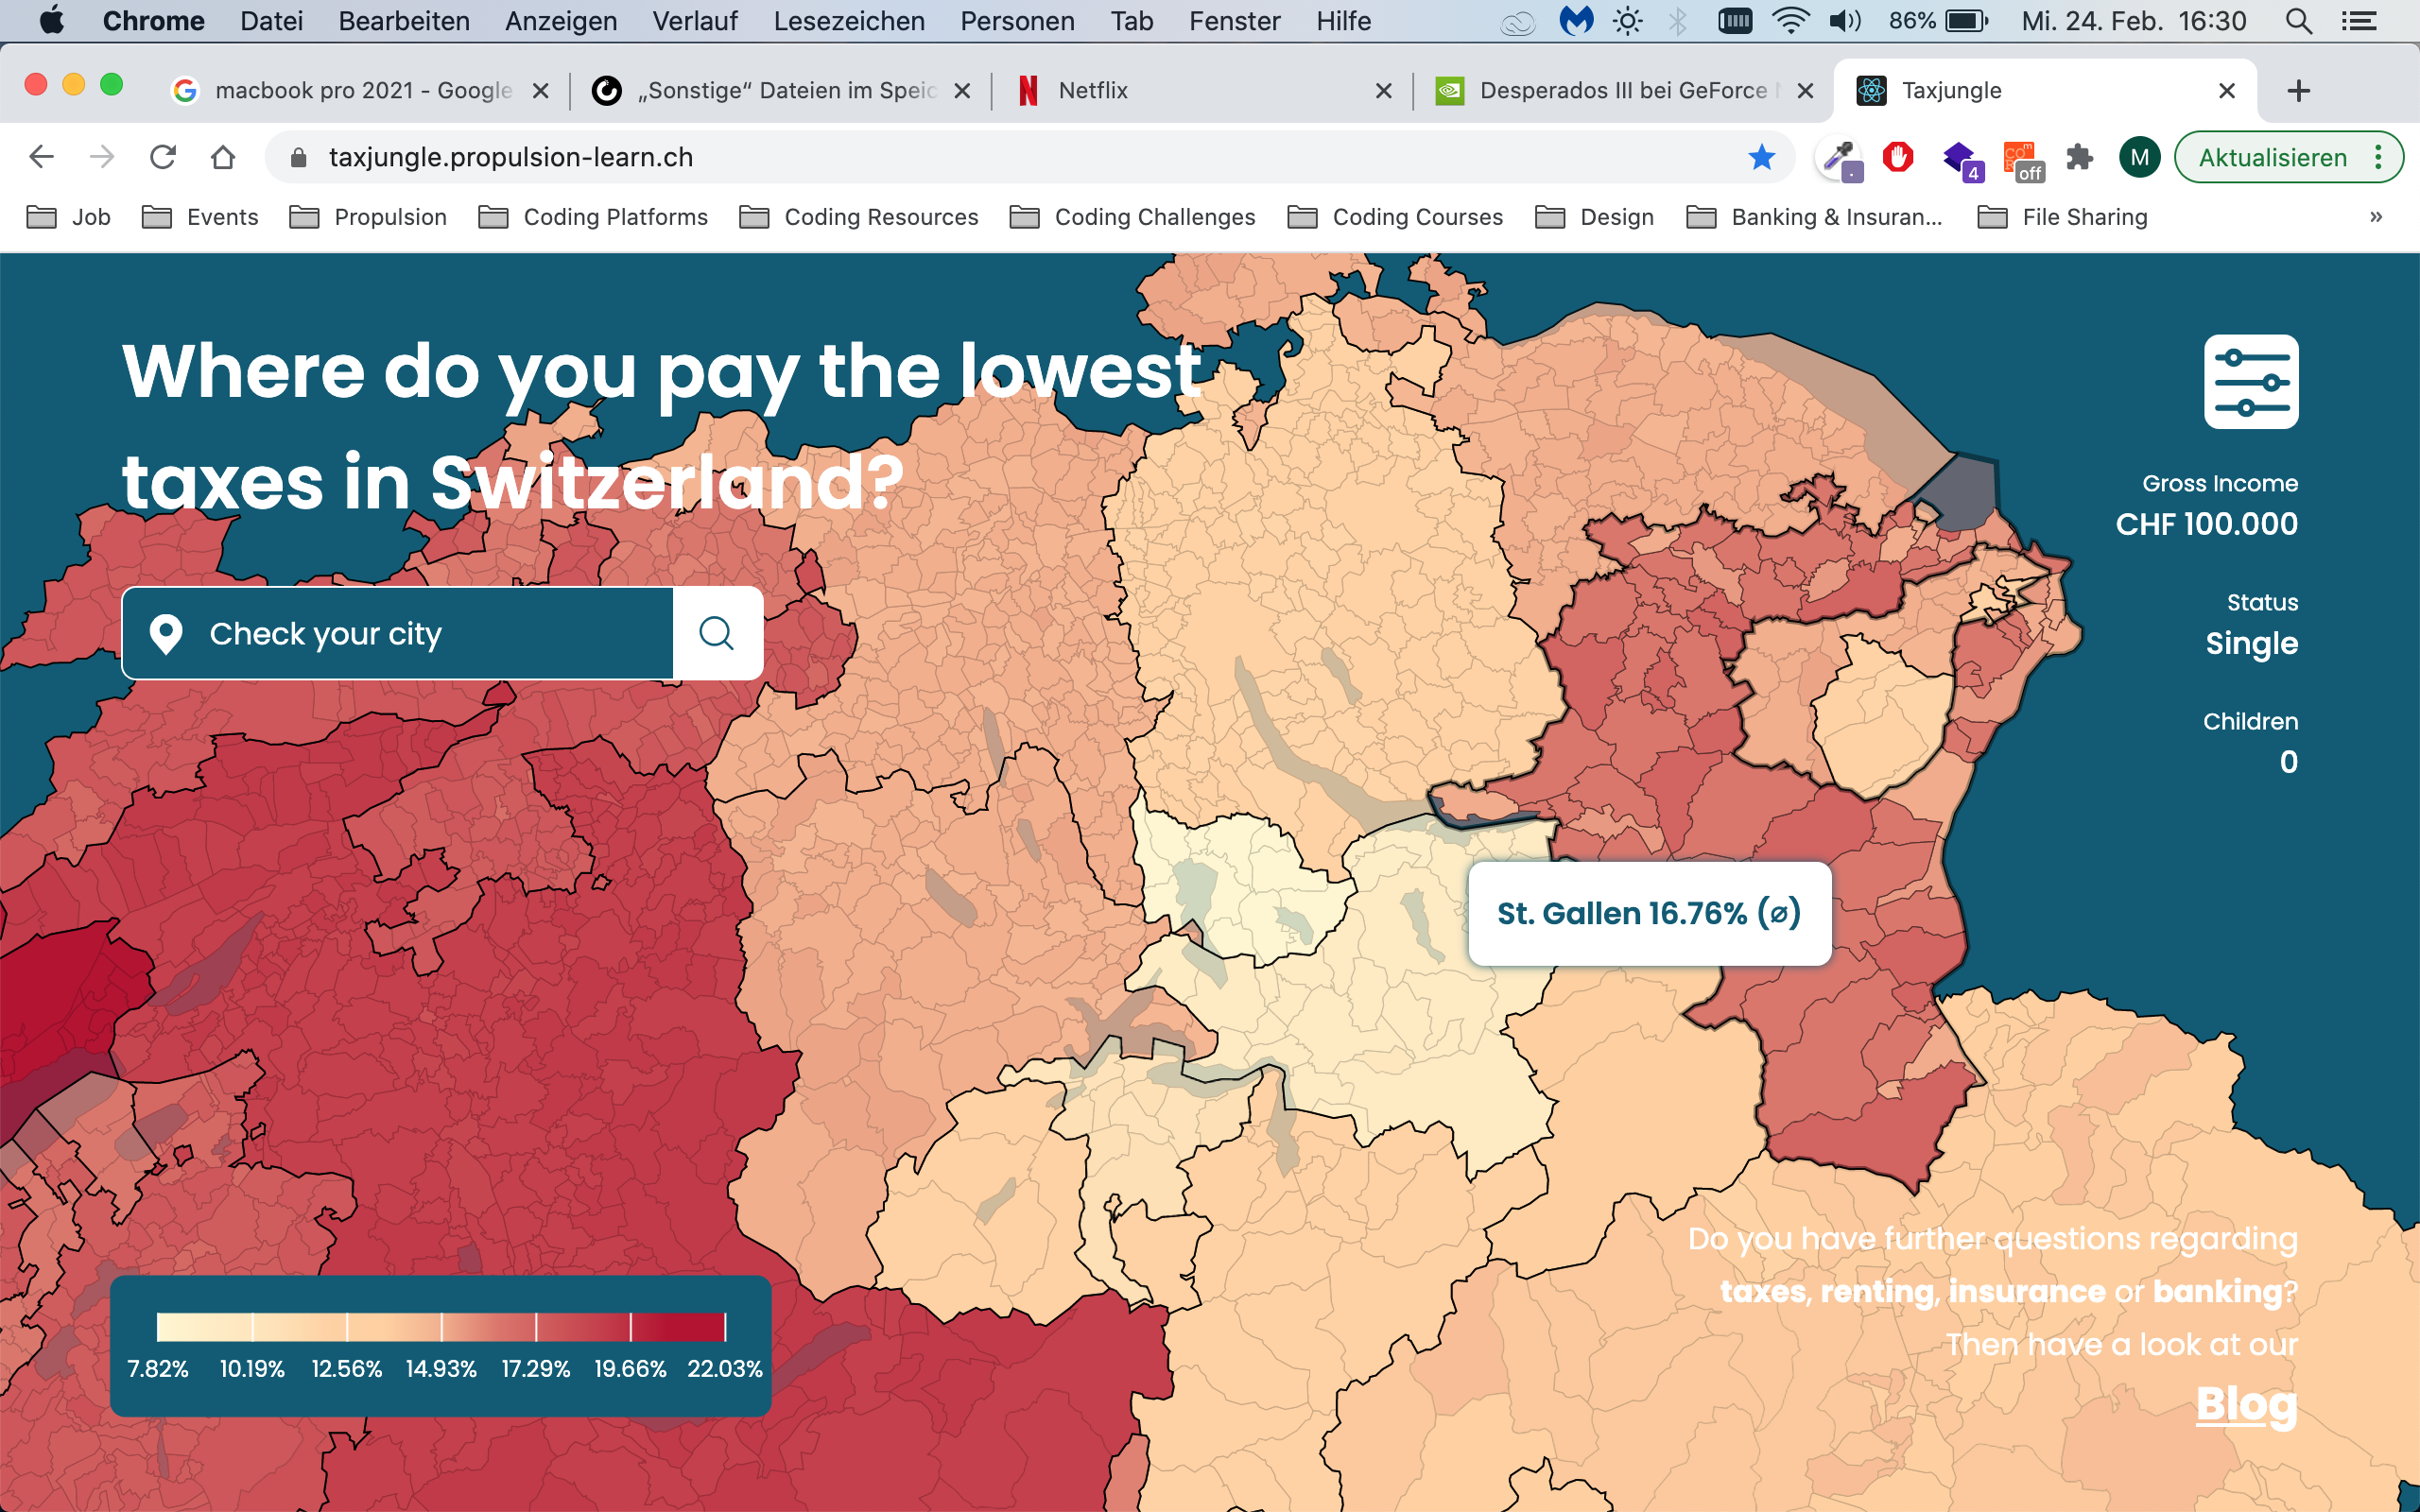 Chrome Datei Bearbeiten Anzeigen Verlauf Lesezeichen Personen Tab Fenster Hilfe 86% Mi. 24. Feb. 16:30
macbook pro 2021 - Google „Sonstige“ Dateien im Speic Netflix Desperados III bei GeForce Taxjungle
taxjungle.propulsion-learn.ch 4 off M Aktualisieren
Job Events Propulsion Coding Platforms Coding Resources Coding Challenges Coding Courses Design Banking & Insuran... File Sharing »
Where do you pay the lowest
taxes in Switzerland?
Check your city
Gross Income
CHF 100.000
Status
Single
Children
0
St. Gallen 16.76% (⌀)
7.82% 10.19% 12.56% 14.93% 17.29% 19.66% 22.03%
Do you have further questions regarding
taxes, renting, insurance or banking?
Then have a look at our
Blog